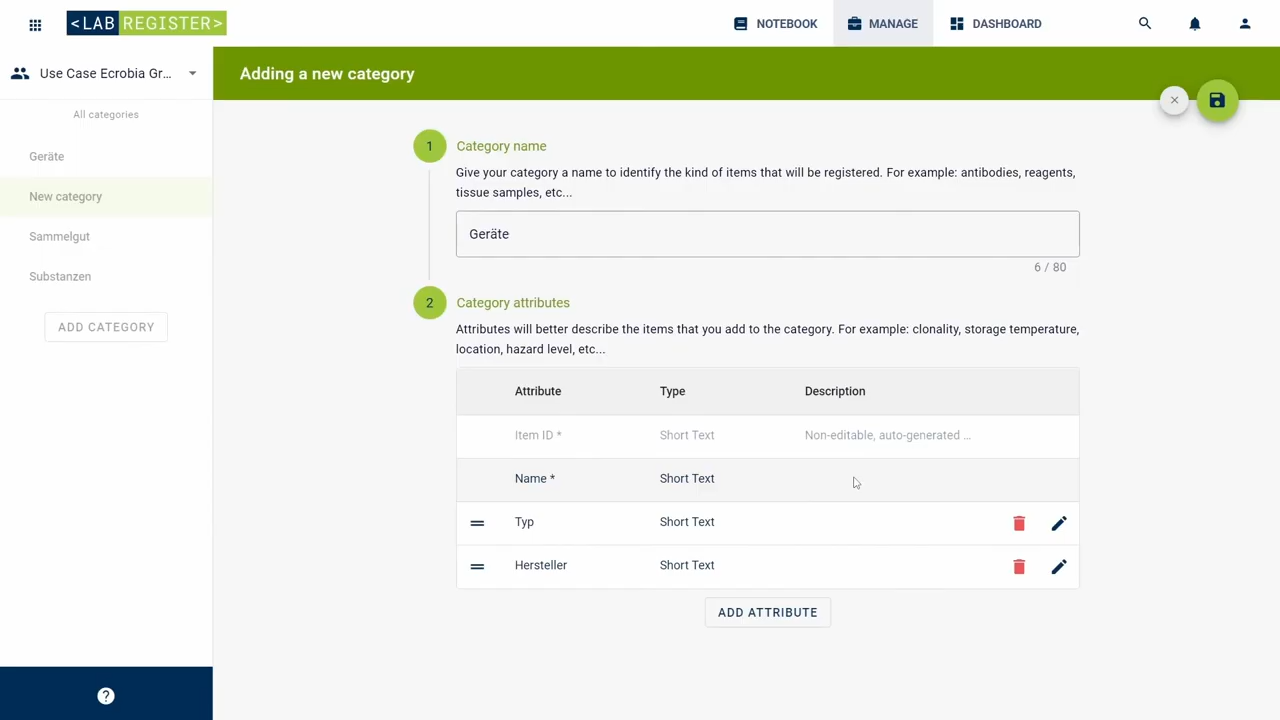 <LAB REGISTER>
NOTEBOOK
MANAGE
DASHBOARD
Use Case Ecrobia Gr...
Adding a new category
All categories
Geräte
New category
Sammelgut
Substanzen
ADD CATEGORY
1
Category name
Give your category a name to identify the kind of items that will be registered. For example: antibodies, reagents,
tissue samples, etc...
Geräte
6 / 80
2
Category attributes
Attributes will better describe the items that you add to the category. For example: clonality, storage temperature,
location, hazard level, etc...
Attribute Type Description
Item ID * Short Text Non-editable, auto-generated ...
Name * Short Text
Typ Short Text
Hersteller Short Text
ADD ATTRIBUTE
?